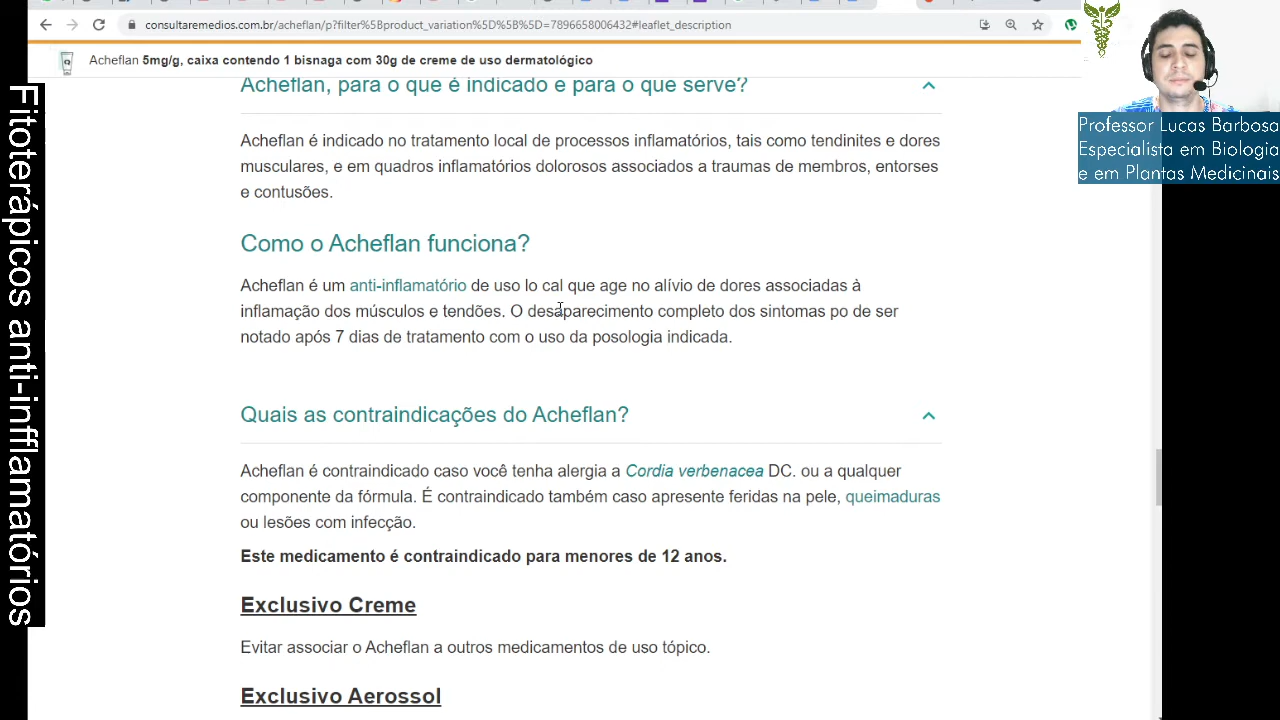 consultaremedios.com.br/acheflan/p?filter%5Bproduct_variation%5D%5B%5D=7896658006432#leaflet_description
Acheflan 5mg/g, caixa contendo 1 bisnaga com 30g de creme de uso dermatológico
Fitoterápicos anti-infflamatórios
Professor Lucas Barbosa
Especialista em Biologia
e em Plantas Medicinais
Acheflan, para o que é indicado e para o que serve?
Acheflan é indicado no tratamento local de processos inflamatórios, tais como tendinites e dores
musculares, e em quadros inflamatórios dolorosos associados a traumas de membros, entorses
e contusões.
Como o Acheflan funciona?
Acheflan é um anti-inflamatório de uso lo cal que age no alívio de dores associadas à
inflamação dos músculos e tendões. O desaparecimento completo dos sintomas po de ser
notado após 7 dias de tratamento com o uso da posologia indicada.
Quais as contraindicações do Acheflan?
Acheflan é contraindicado caso você tenha alergia a Cordia verbenacea DC. ou a qualquer
componente da fórmula. É contraindicado também caso apresente feridas na pele, queimaduras
ou lesões com infecção.
Este medicamento é contraindicado para menores de 12 anos.
Exclusivo Creme
Evitar associar o Acheflan a outros medicamentos de uso tópico.
Exclusivo Aerossol